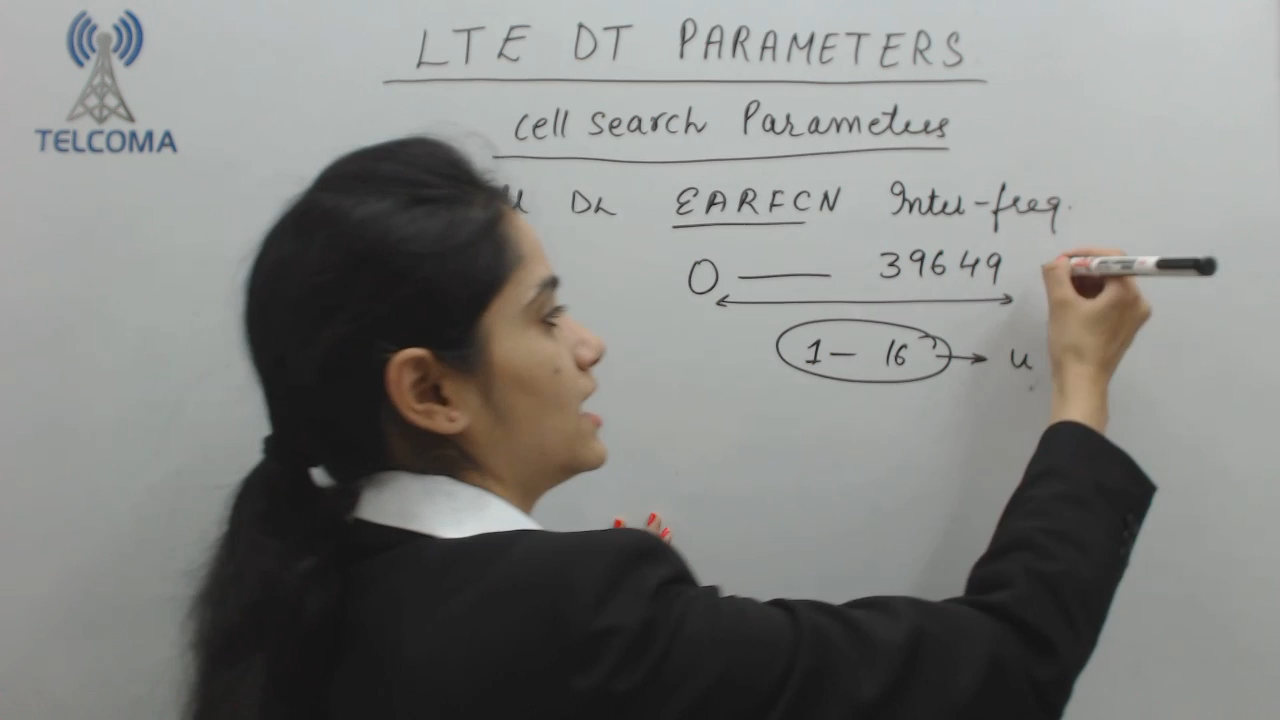 TELCOMA
LTE DT PARAMETERS
Cell Search Parameters
DL EARFCN Inter-freq.
0 — 39649
1 — 16 → u